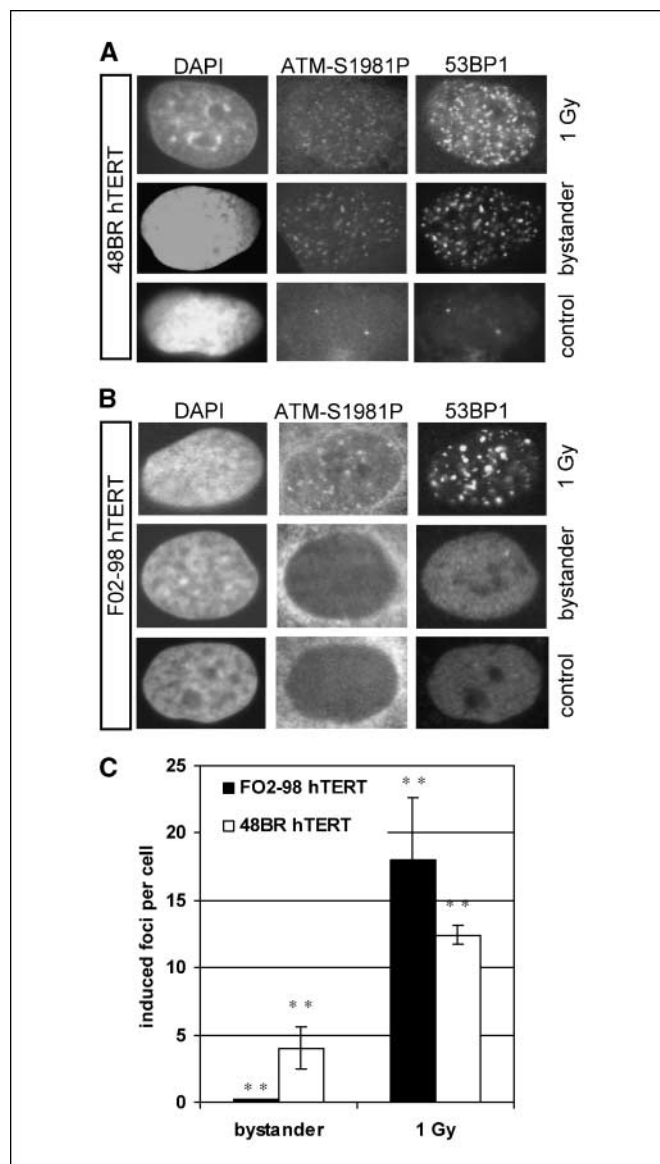 A
DAPI ATM-S1981P 53BP1
48BR hTERT
1 Gy
bystander
control
B
DAPI ATM-S1981P 53BP1
F02-98 hTERT
1 Gy
bystander
control
C
induced foci per cell
25
20
15
10
5
0
FO2-98 hTERT
48BR hTERT
* *
* *
* *
* *
bystander 1 Gy